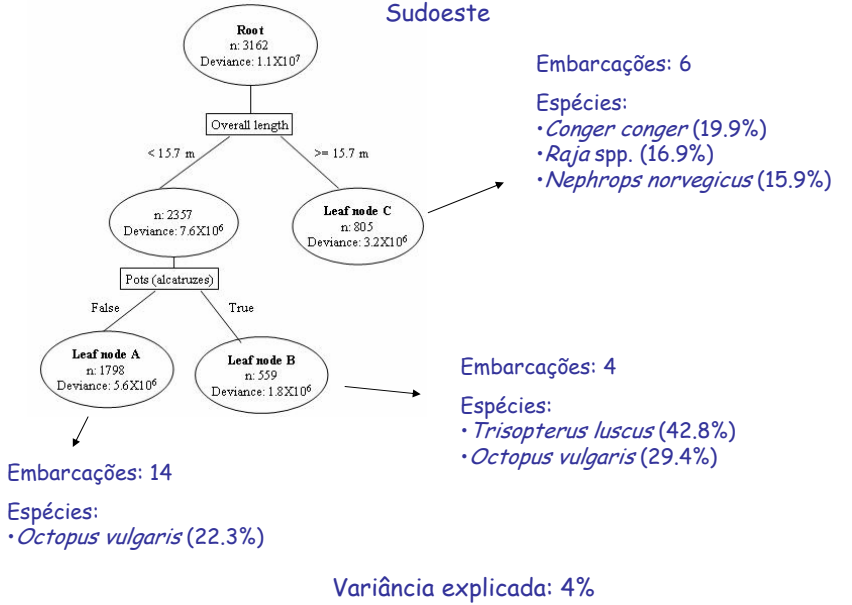 Sudoeste
Root
n: 3162
Deviance: 1.1X10⁷
Overall length
< 15.7 m
>= 15.7 m
n: 2357
Deviance: 7.6X10⁶
Leaf node C
n: 805
Deviance: 3.2X10⁶
Embarcações: 6
Espécies:
•Conger conger (19.9%)
•Raja spp. (16.9%)
•Nephrops norvegicus (15.9%)
Pots (alcatruzes)
False
True
Leaf node A
n: 1798
Deviance: 5.6X10⁶
Leaf node B
n: 559
Deviance: 1.8X10⁶
Embarcações: 4
Espécies:
• Trisopterus luscus (42.8%)
•Octopus vulgaris (29.4%)
Embarcações: 14
Espécies:
•Octopus vulgaris (22.3%)
Variância explicada: 4%